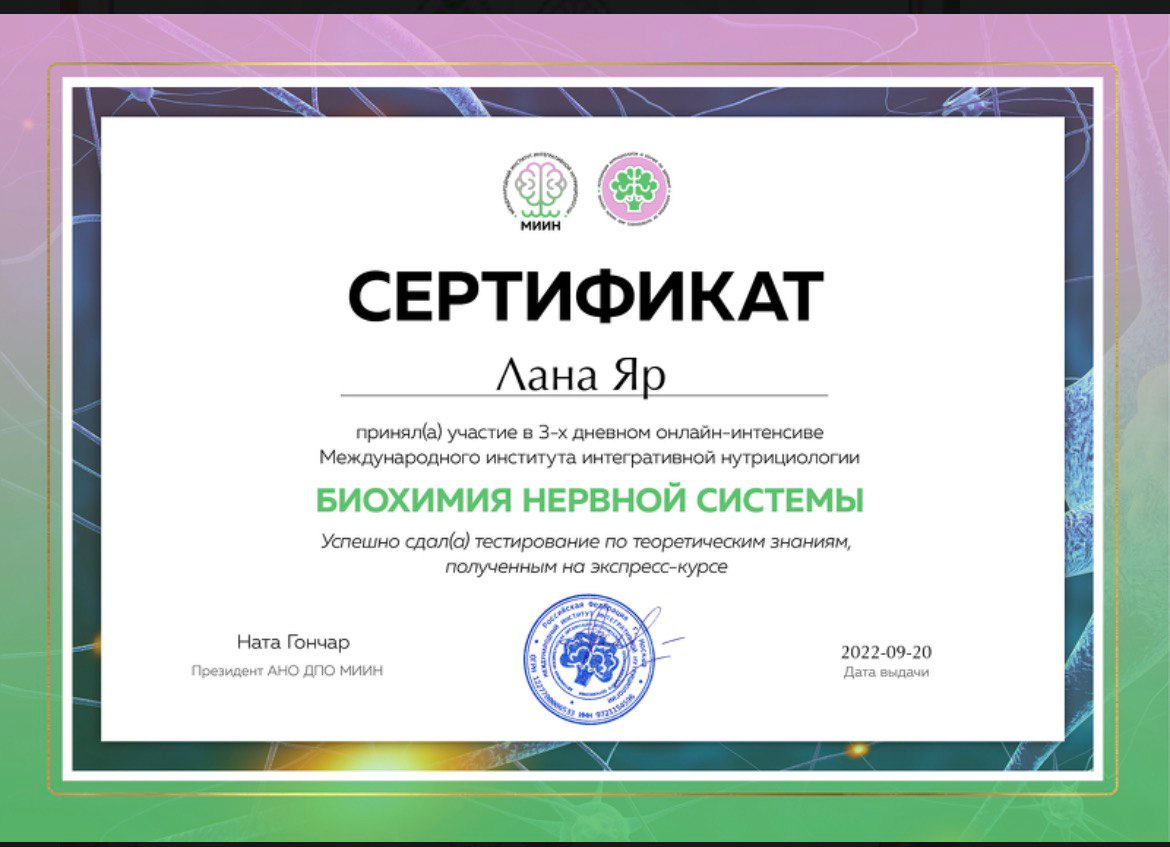 МИИН
СЕРТИФИКАТ
Лана Яр
принял(а) участие в 3-х дневном онлайн-интенсиве
Международного института интегративной нутрициологии
БИОХИМИЯ НЕРВНОЙ СИСТЕМЫ
Успешно сдал(а) тестирование по теоретическим знаниям,
полученным на экспресс-курсе
Ната Гончар
Президент АНО ДПО МИИН
Российская Федерация
2022-09-20
Дата выдачи